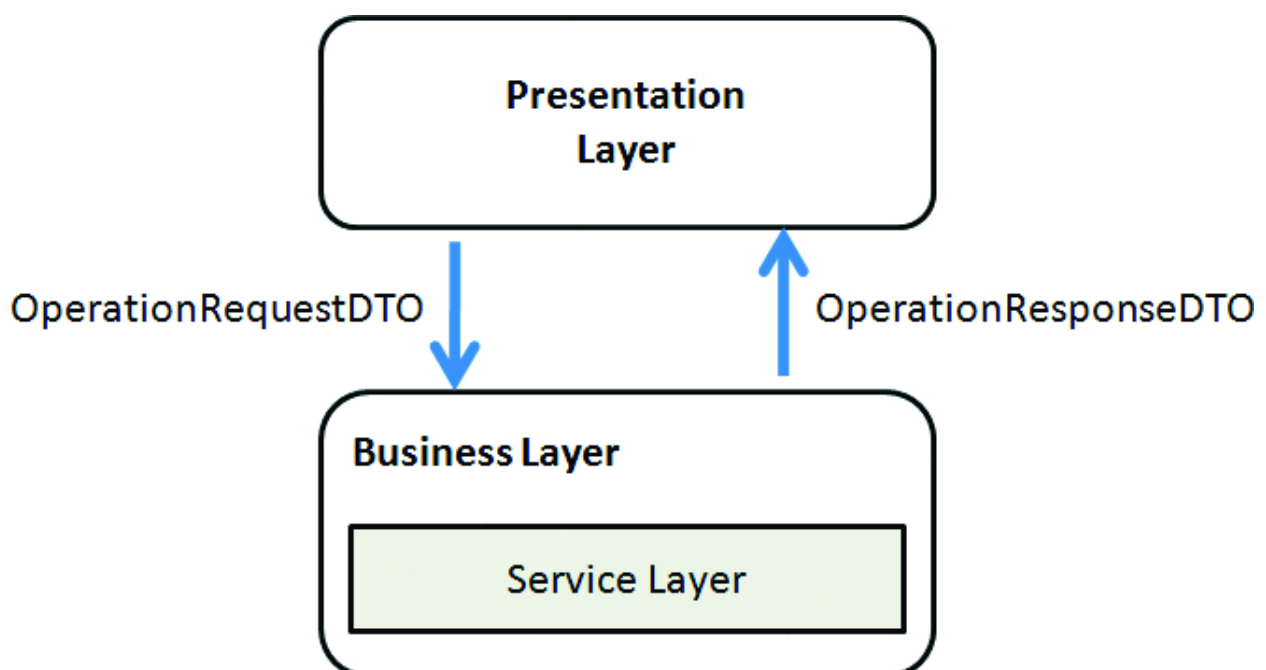 Presentation
Layer
OperationRequestDTO
OperationResponseDTO
Business Layer
Service Layer